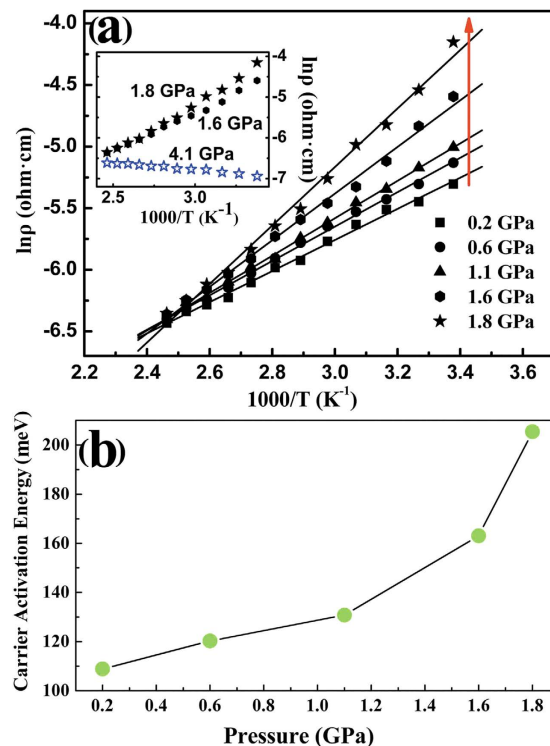 (a)
lnρ (ohm·cm)
-4.0
-4.5
-5.0
-5.5
-6.0
-6.5
2.2 2.4 2.6 2.8 3.0 3.2 3.4 3.6
1000/T (K⁻¹)
1.8 GPa
1.6 GPa
4.1 GPa
-4
-5
-6
-7
lnρ (ohm·cm)
2.5 3.0
1000/T (K⁻¹)
0.2 GPa
0.6 GPa
1.1 GPa
1.6 GPa
1.8 GPa
(b)
Carrier Activation Energy (meV)
200
180
160
140
120
100
0.2 0.4 0.6 0.8 1.0 1.2 1.4 1.6 1.8
Pressure (GPa)